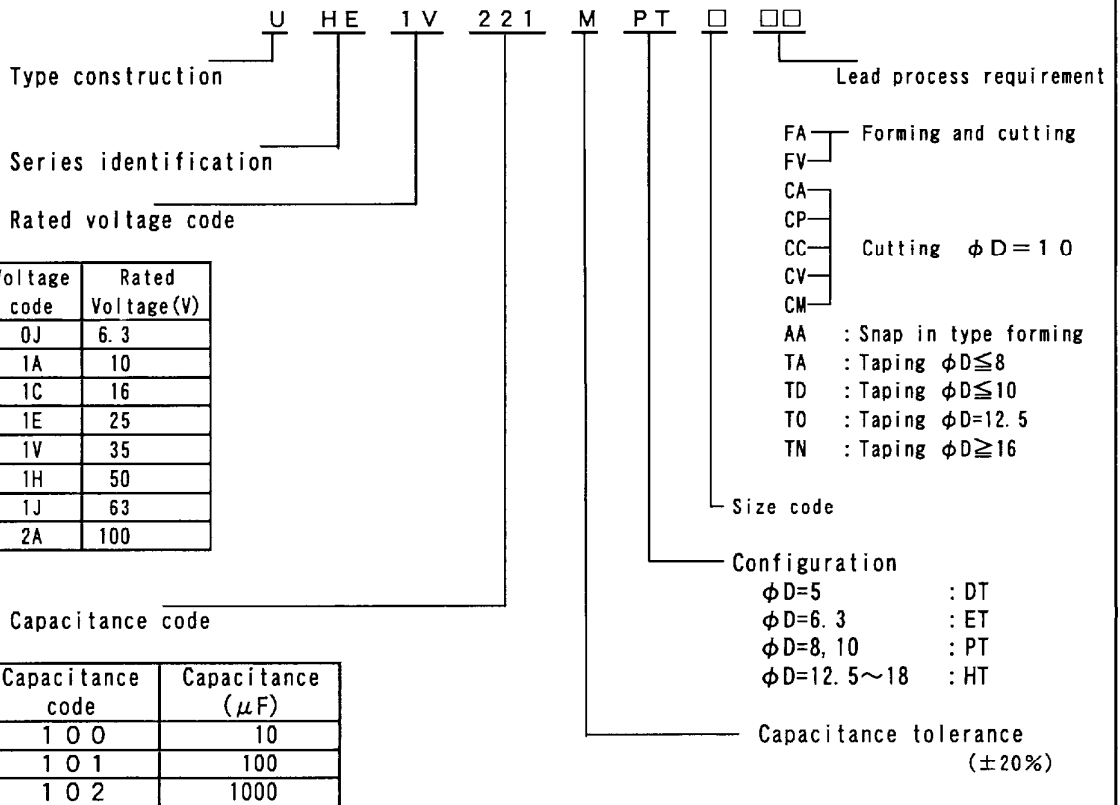 U HE 1V 221 M PT □ □□
Type construction
Lead process requirement
Series identification
FA Forming and cutting
FV
Rated voltage code
CA
CP
CC Cutting φD=10
CV
CM
AA : Snap in type forming
TA : Taping φD≦8
TD : Taping φD≦10
TO : Taping φD=12.5
TN : Taping φD≧16
oltage code Rated Voltage(V)
0J 6.3
1A 10
1C 16
1E 25
1V 35
1H 50
1J 63
2A 100
Size code
Configuration
φD=5 : DT
φD=6.3 : ET
φD=8,10 : PT
φD=12.5~18 : HT
Capacitance code
Capacitance code Capacitance (μF)
100 10
101 100
102 1000
Capacitance tolerance
(±20%)